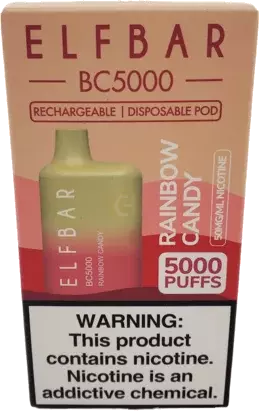 ELFBAR
BC5000
RECHARGEABLE | DISPOSABLE POD
ELFBAR
BC5000
RAINBOW CANDY
RAINBOW
CANDY
50MG/ML NICOTINE
5000
PUFFS
WARNING:
This product
contains nicotine.
Nicotine is an
addictive chemical.